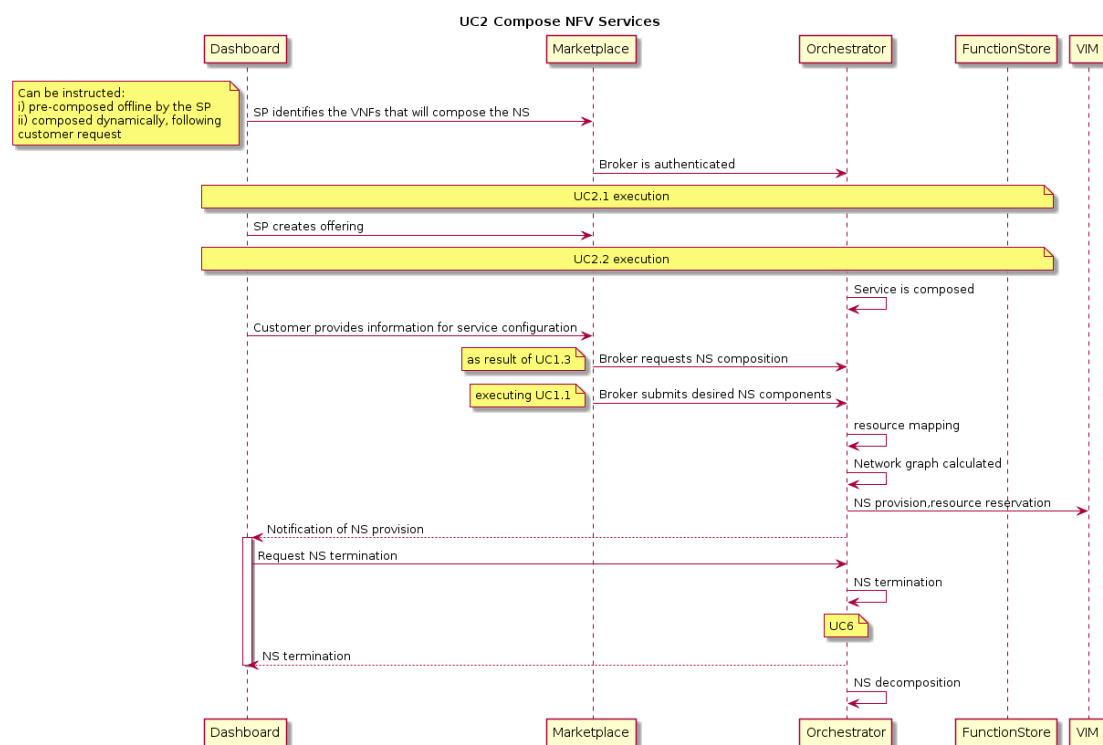 UC2 Compose NFV Services
Dashboard
Marketplace
Orchestrator
FunctionStore
VIM
Can be instructed:
i) pre-composed offline by the SP
ii) composed dynamically, following
customer request
SP identifies the VNFs that will compose the NS
Broker is authenticated
UC2.1 execution
SP creates offering
UC2.2 execution
Service is composed
Customer provides information for service configuration
as result of UC1.3
Broker requests NS composition
executing UC1.1
Broker submits desired NS components
resource mapping
Network graph calculated
NS provision,resource reservation
Notification of NS provision
Request NS termination
NS termination
UC6
NS termination
NS decomposition
Dashboard
Marketplace
Orchestrator
FunctionStore
VIM